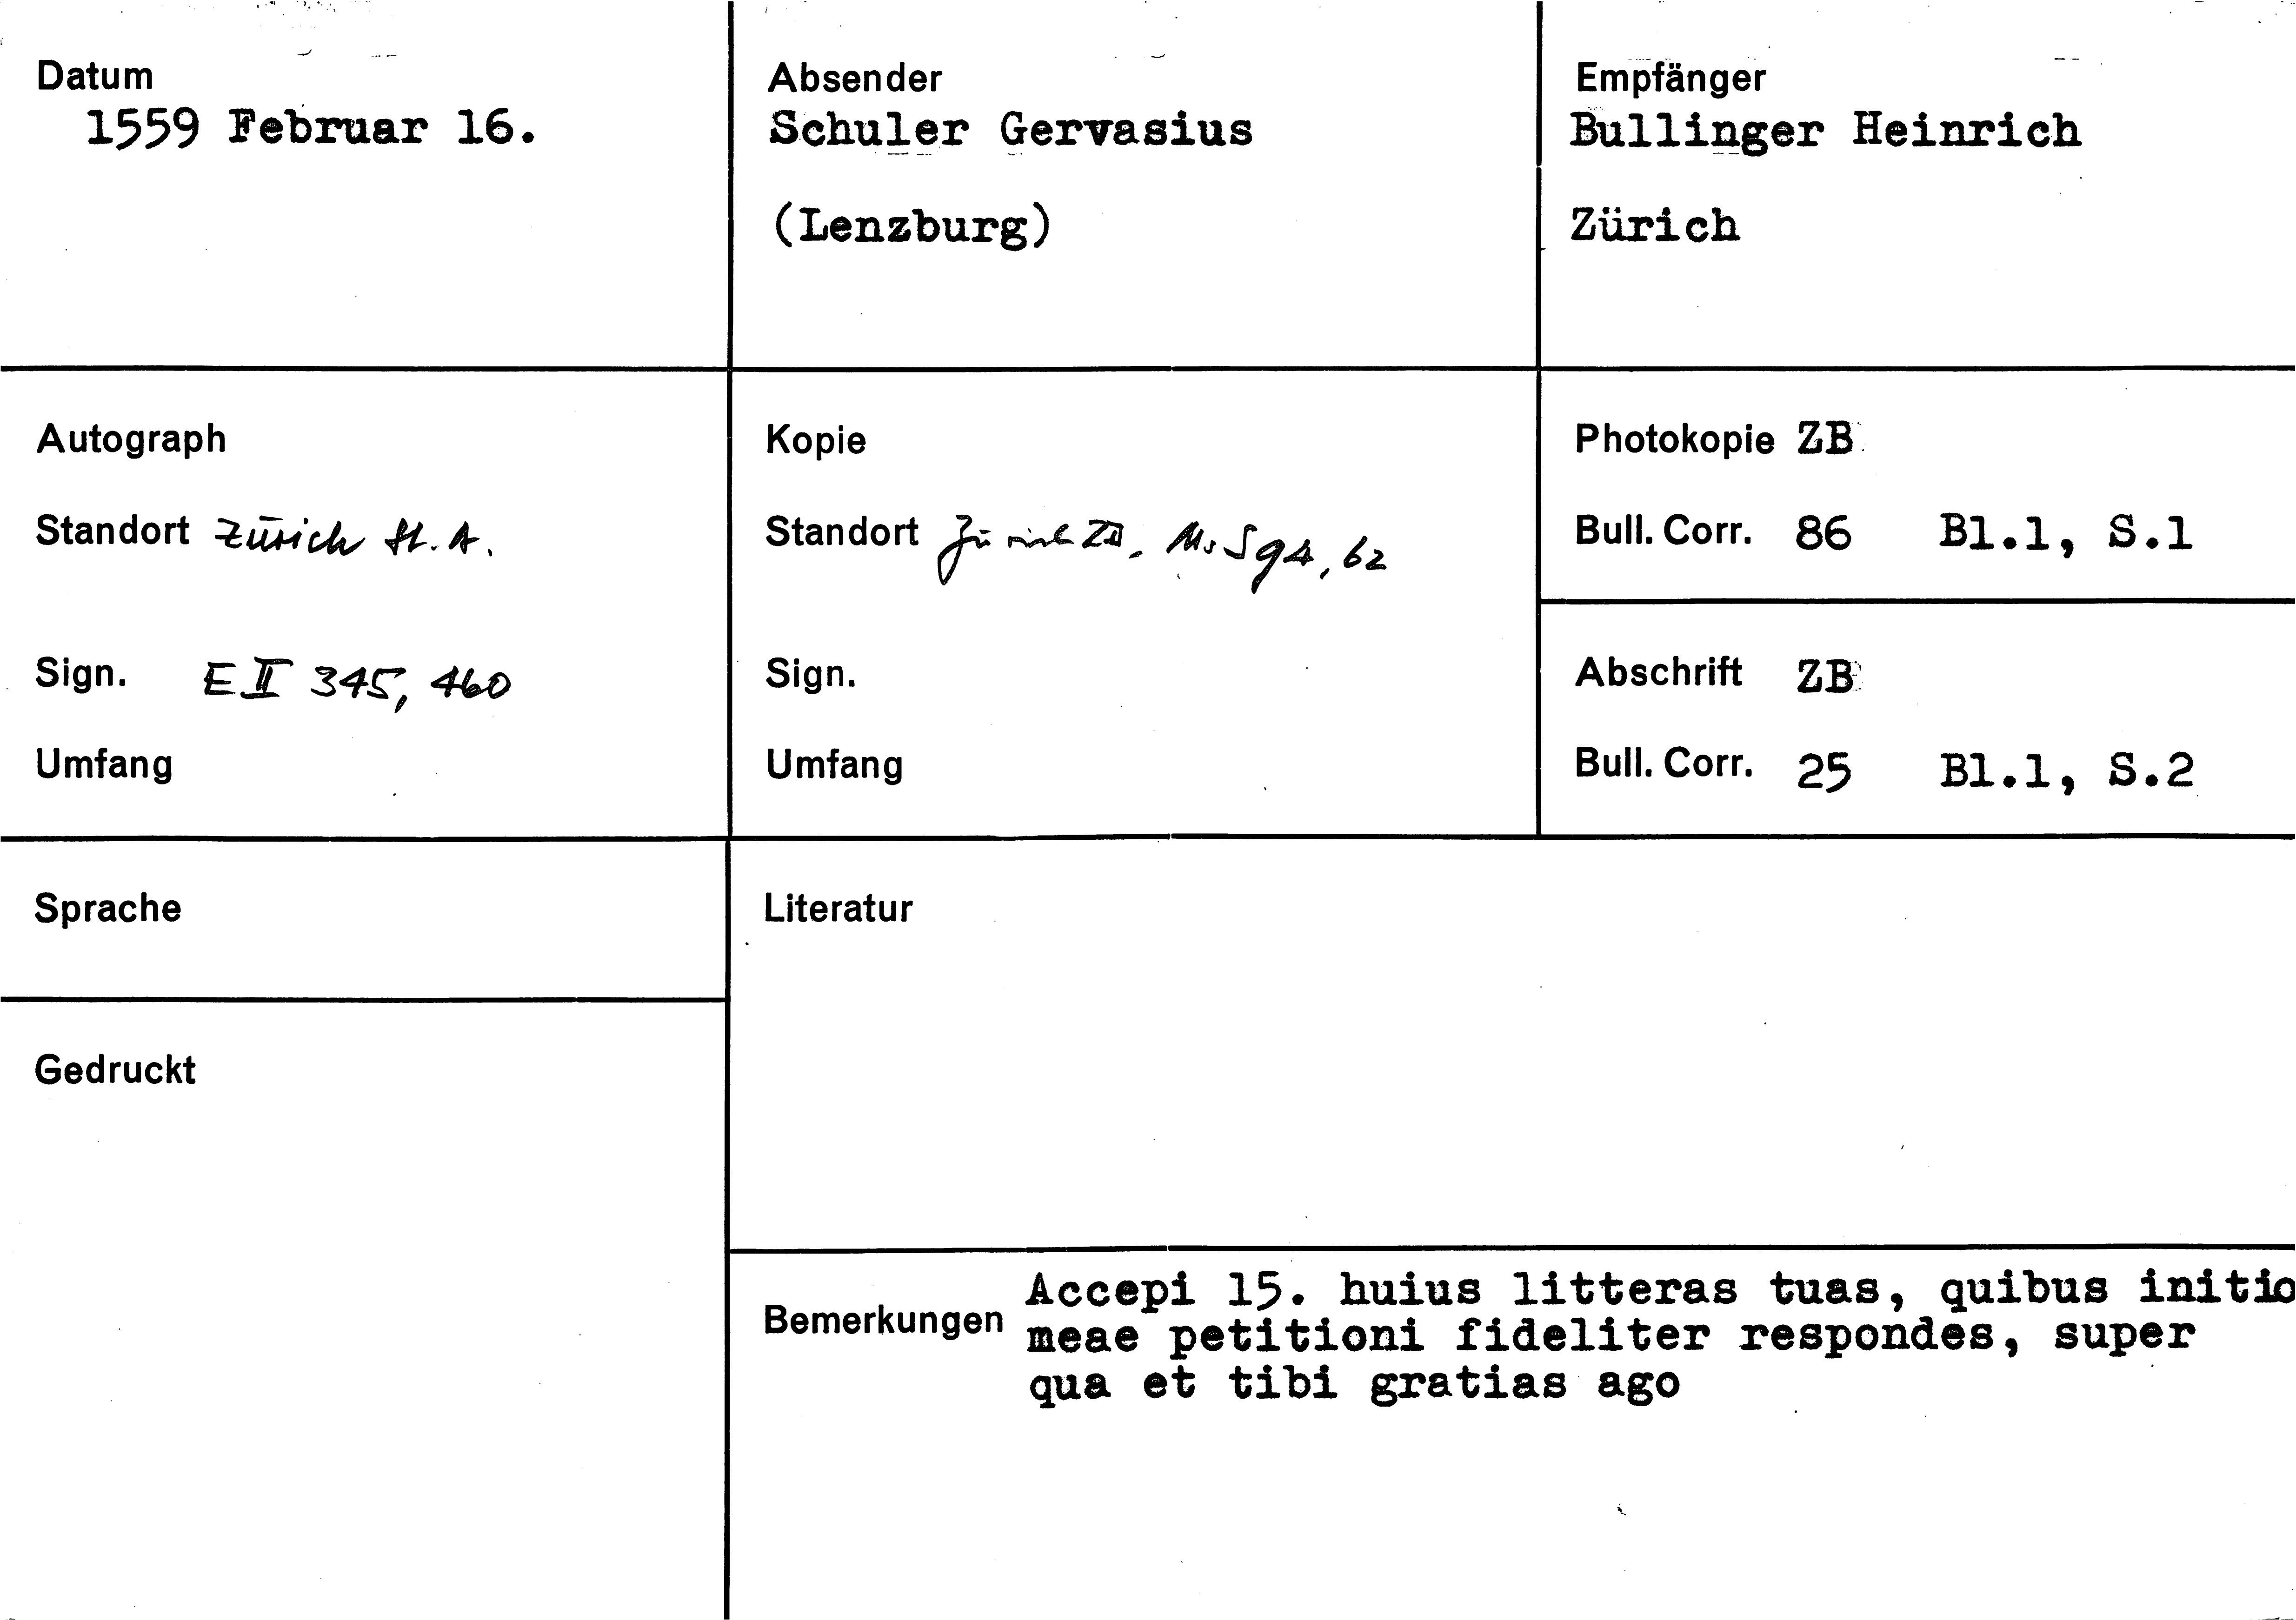 Datum
1559 Februar 16.
Absender
Schuler Gervasius
(Lenzburg)
Empfänger
Bullinger Heinrich
Zürich
Autograph
Standort Zürich St. A.
Sign. E II 345, 460
Umfang
Kopie
Standort Zürich ZB, Ms S 94, 62
Sign.
Umfang
Photokopie ZB
Bull. Corr. 86 Bl.1, S.1
Abschrift ZB
Bull. Corr. 25 Bl.1, S.2
Sprache
Gedruckt
Literatur
Bemerkungen
Accepi 15. huius litteras tuas, quibus initio
meae petitioni fideliter respondes, super
qua et tibi gratias ago